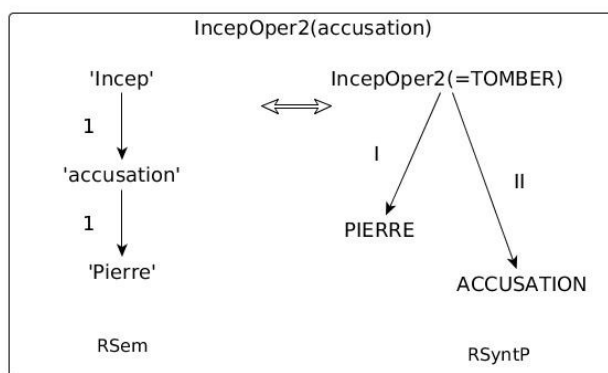 IncepOper2(accusation)
'Incep' IncepOper2(=TOMBER)
1
I
'accusation'
II
1
PIERRE
'Pierre'
ACCUSATION
RSem
RSyntP